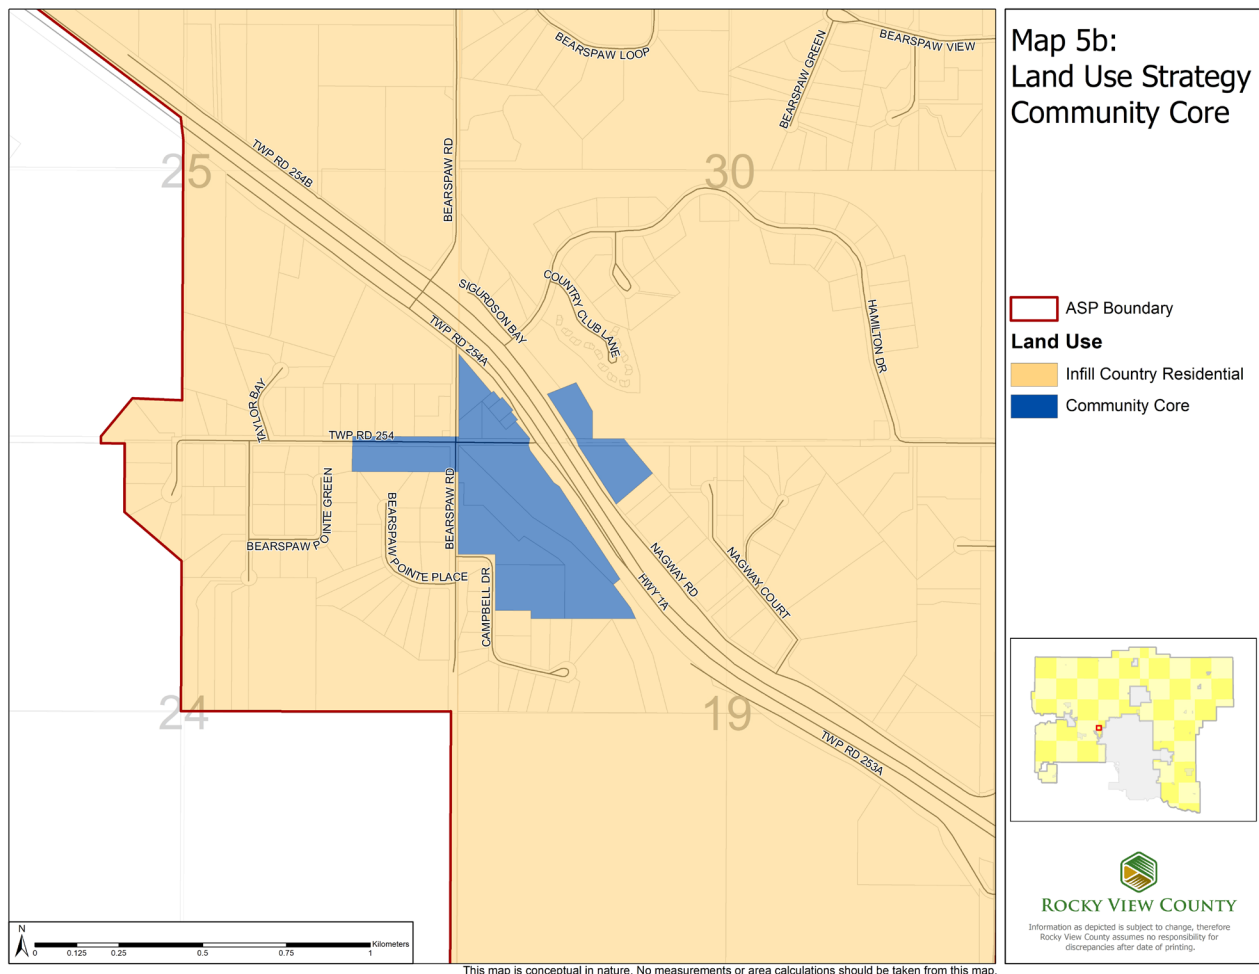 Map 5b:
Land Use Strategy
Community Core
BEARSPAW LOOP
BEARSPAW GREEN
BEARSPAW VIEW
25
30
TWP RD 254B
BEARSPAW RD
SIGURDSON BAY
COUNTRY CLUB LANE
HAMILTON DR
TWP RD 254A
TAYLOR BAY
TWP RD 254
BEARSPAW POINTE GREEN
BEARSPAW POINTE PLACE
BEARSPAW RD
CAMPBELL DR
HWY 1A
NAGWAY RD
NAGWAY COURT
24
19
TWP RD 253A
ASP Boundary
Land Use
Infill Country Residential
Community Core
N
0 0.125 0.25 0.5 0.75 1
Kilometers
ROCKY VIEW COUNTY
Information as depicted is subject to change, therefore
Rocky View County assumes no responsibility for
discrepancies after date of printing.
This map is conceptual in nature. No measurements or area calculations should be taken from this map.